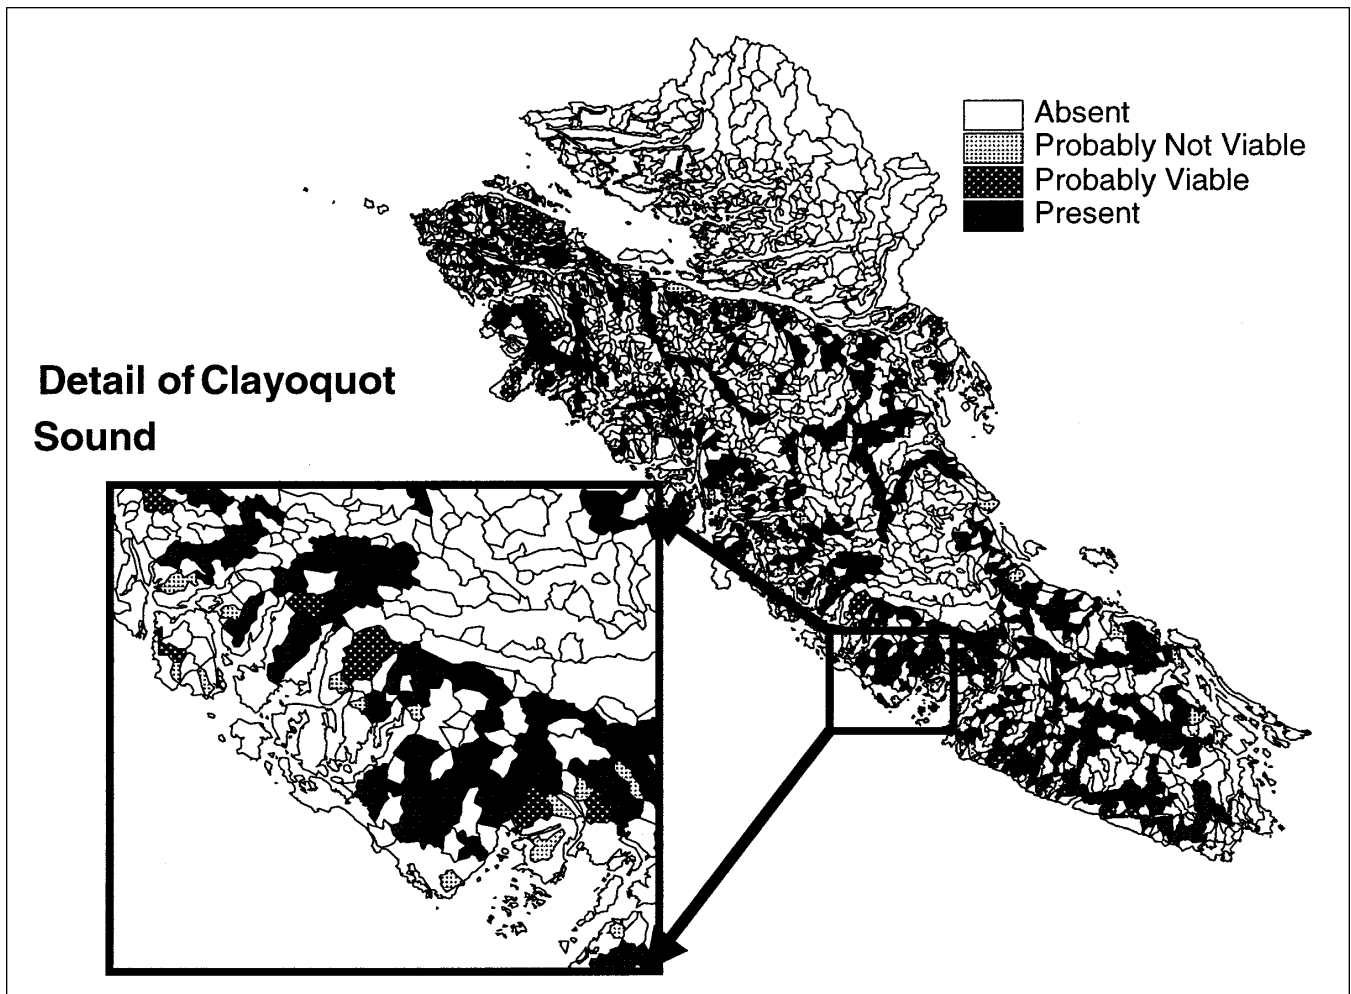 Absent
Probably Not Viable
Probably Viable
Present
Detail of Clayoquot
Sound